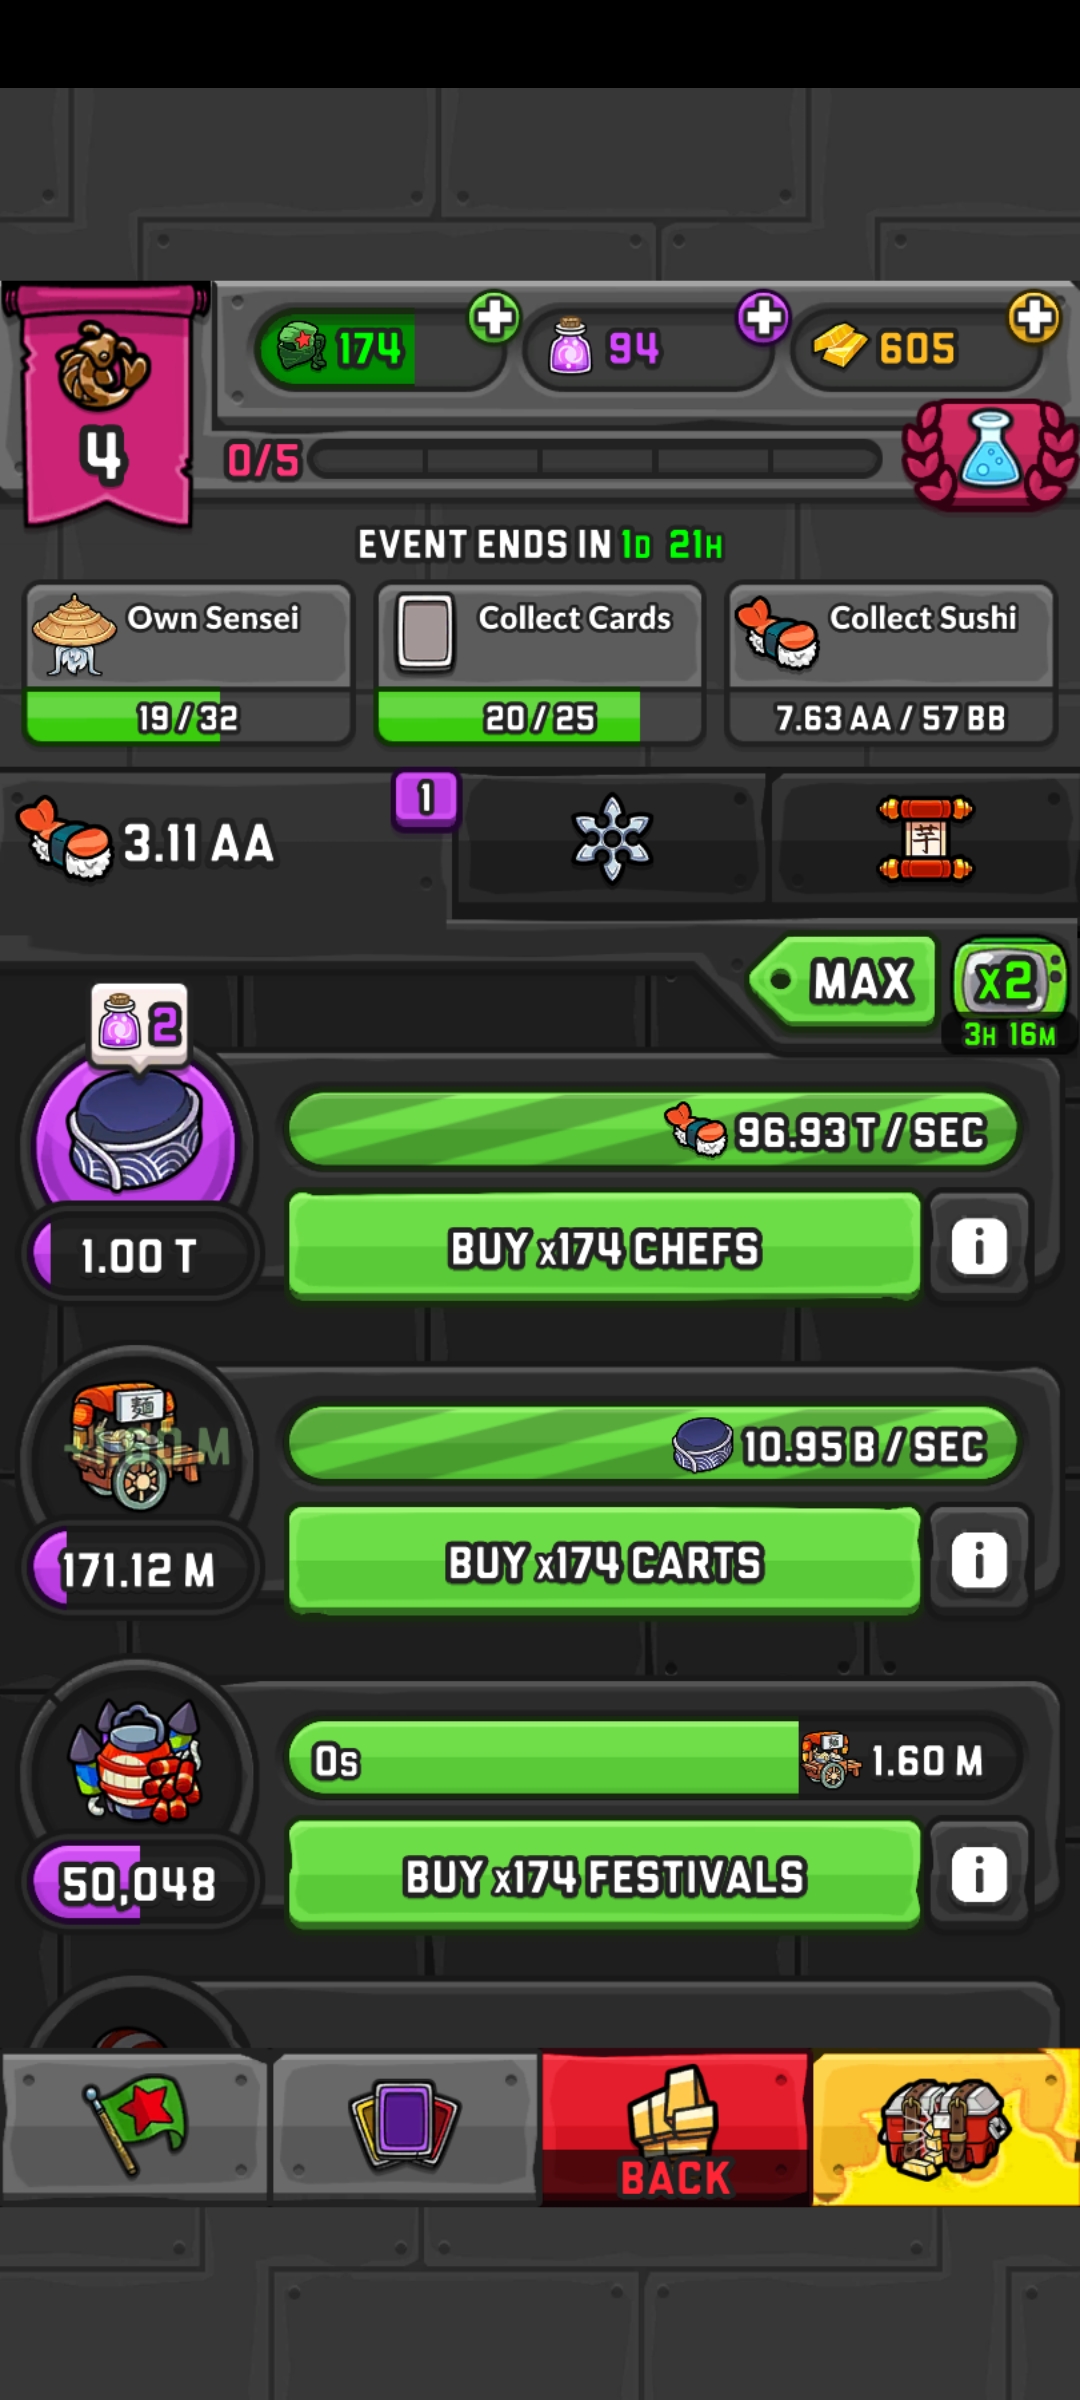 174
94
605
4
0/5
EVENT ENDS IN 1D 21H
Own Sensei
19/32
Collect Cards
20/25
Collect Sushi
7.63 AA / 57 BB
3.11 AA
1
芋
MAX
x2
3H 16M
2
96.93 T / SEC
1.00 T
BUY x174 CHEFS
i
麺
10.95 B / SEC
171.12 M
BUY x174 CARTS
i
0s
1.60 M
50,048
BUY x174 FESTIVALS
i
BACK